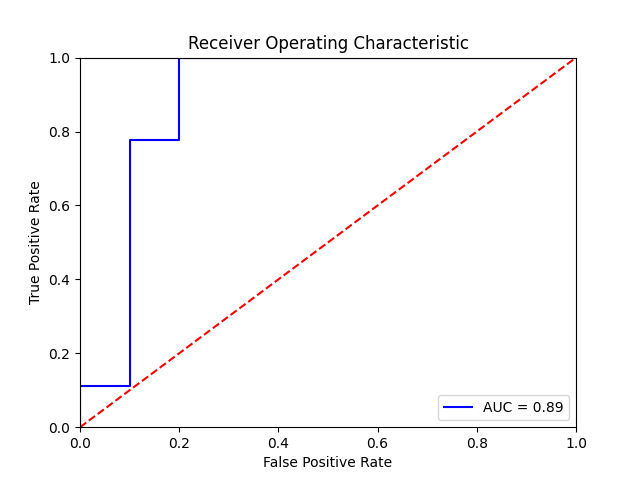 Receiver Operating Characteristic
True Positive Rate
1.0
0.8
0.6
0.4
0.2
0.0
AUC = 0.89
0.0 0.2 0.4 0.6 0.8 1.0
False Positive Rate